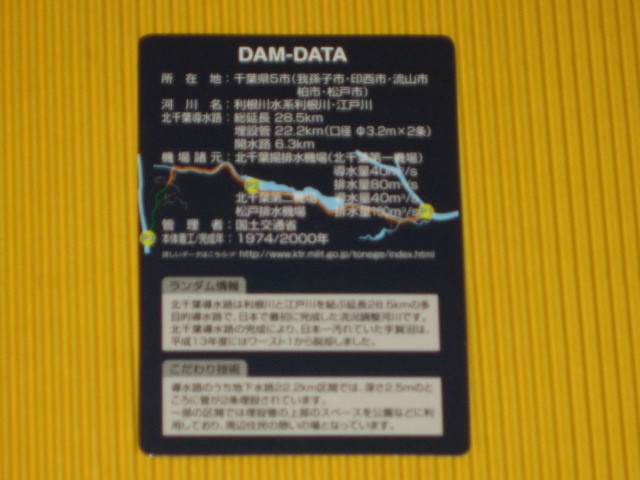 DAM-DATA
所在地：千葉県5市(我孫子市・印西市・流山市
柏市・松戸市)
河川名：利根川水系利根川・江戸川
北千葉導水路：総延長 28.5km
埋設管 22.2km(口径 Φ3.2m×2条)
開水路 6.3km
機場諸元：北千葉揚排水機場(北千葉第一機場)
導水量40m³/s
排水量80m³/s
北千葉第二機場 導水量40m³/s
松戸排水機場 排水量100m³/s
管理者：国土交通省
本体着工/完成年：1974/2000年
詳しいデータはこちら☞ http://www.ktr.mlit.go.jp/tonego/index.html
ランダム情報
北千葉導水路は利根川と江戸川を結ぶ延長28.5kmの多
目的導水路で、日本で最初に完成した流況調整河川です。
北千葉導水路の完成により、日本一汚れていた手賀沼は、
平成13年度にはワースト1から脱却しました。
こだわり技術
導水路のうち地下水路22.2km区間では、深さ2.5mのと
ころに管が2条埋設されています。
一部の区間では埋設管の上部のスペースを公園などに利
用しており、周辺住民の憩いの場となっています。